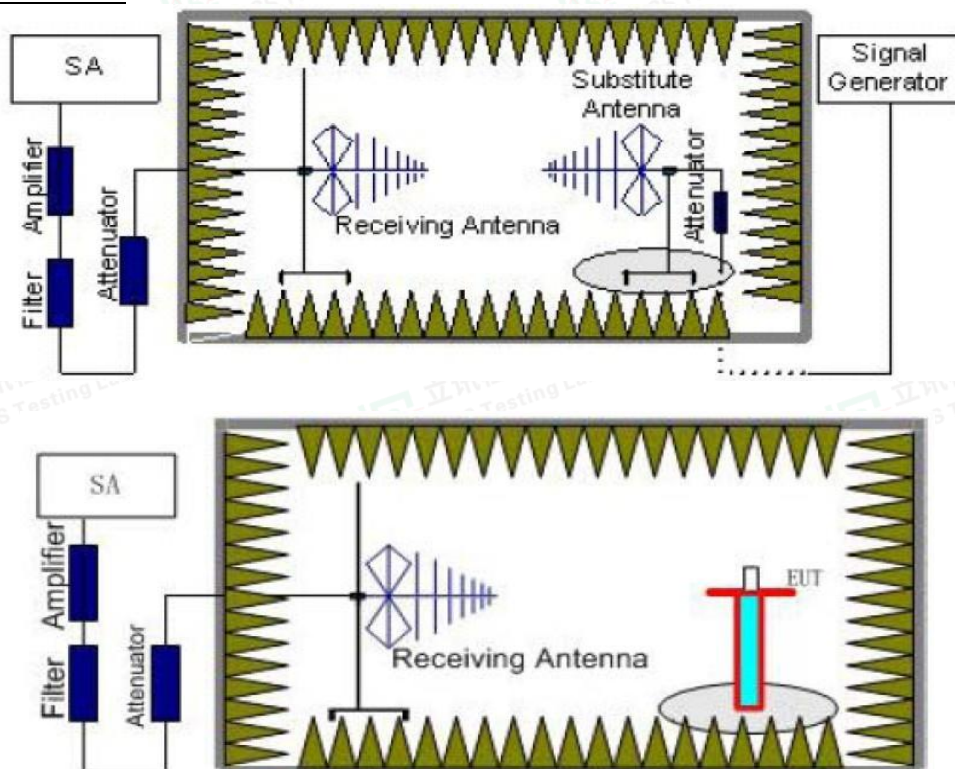 SA
Signal
Generator
Substitute
Antenna
Amplifier
Filter
Attenuator
Receiving Antenna
Attenuator
SA
Amplifier
Filter
Attenuator
Receiving Antenna
EUT